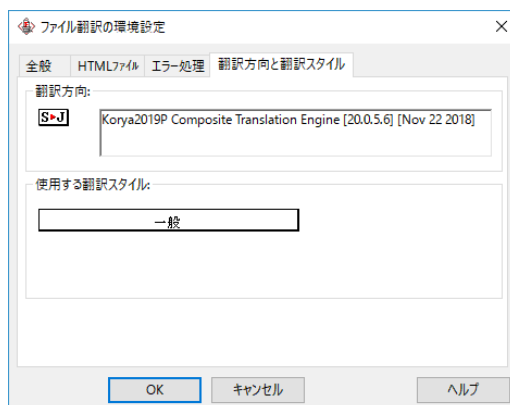 ファイル翻訳の環境設定
全般 HTMLファイル エラー処理 翻訳方向と翻訳スタイル
翻訳方向:
S▶J Korya2019P Composite Translation Engine [20.0.5.6] [Nov 22 2018]
使用する翻訳スタイル:
一般
OK キャンセル ヘルプ